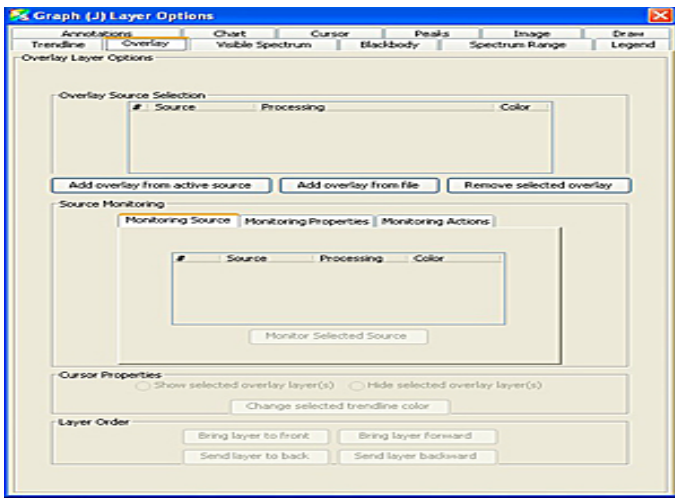 Graph (J) Layer Options
Annotations Chart Cursor Peaks Image Draw
Trendline Overlay Visible Spectrum Blackbody Spectrum Range Legend
Overlay Layer Options
Overlay Source Selection
# Source Processing Color
Add overlay from active source Add overlay from file Remove selected overlay
Source Monitoring
Monitoring Source Monitoring Properties Monitoring Actions
# Source Processing Color
Monitor Selected Source
Cursor Properties
Show selected overlay layer(s) Hide selected overlay layer(s)
Change selected trendline color
Layer Order
Bring layer to front Bring layer forward
Send layer to back Send layer backward